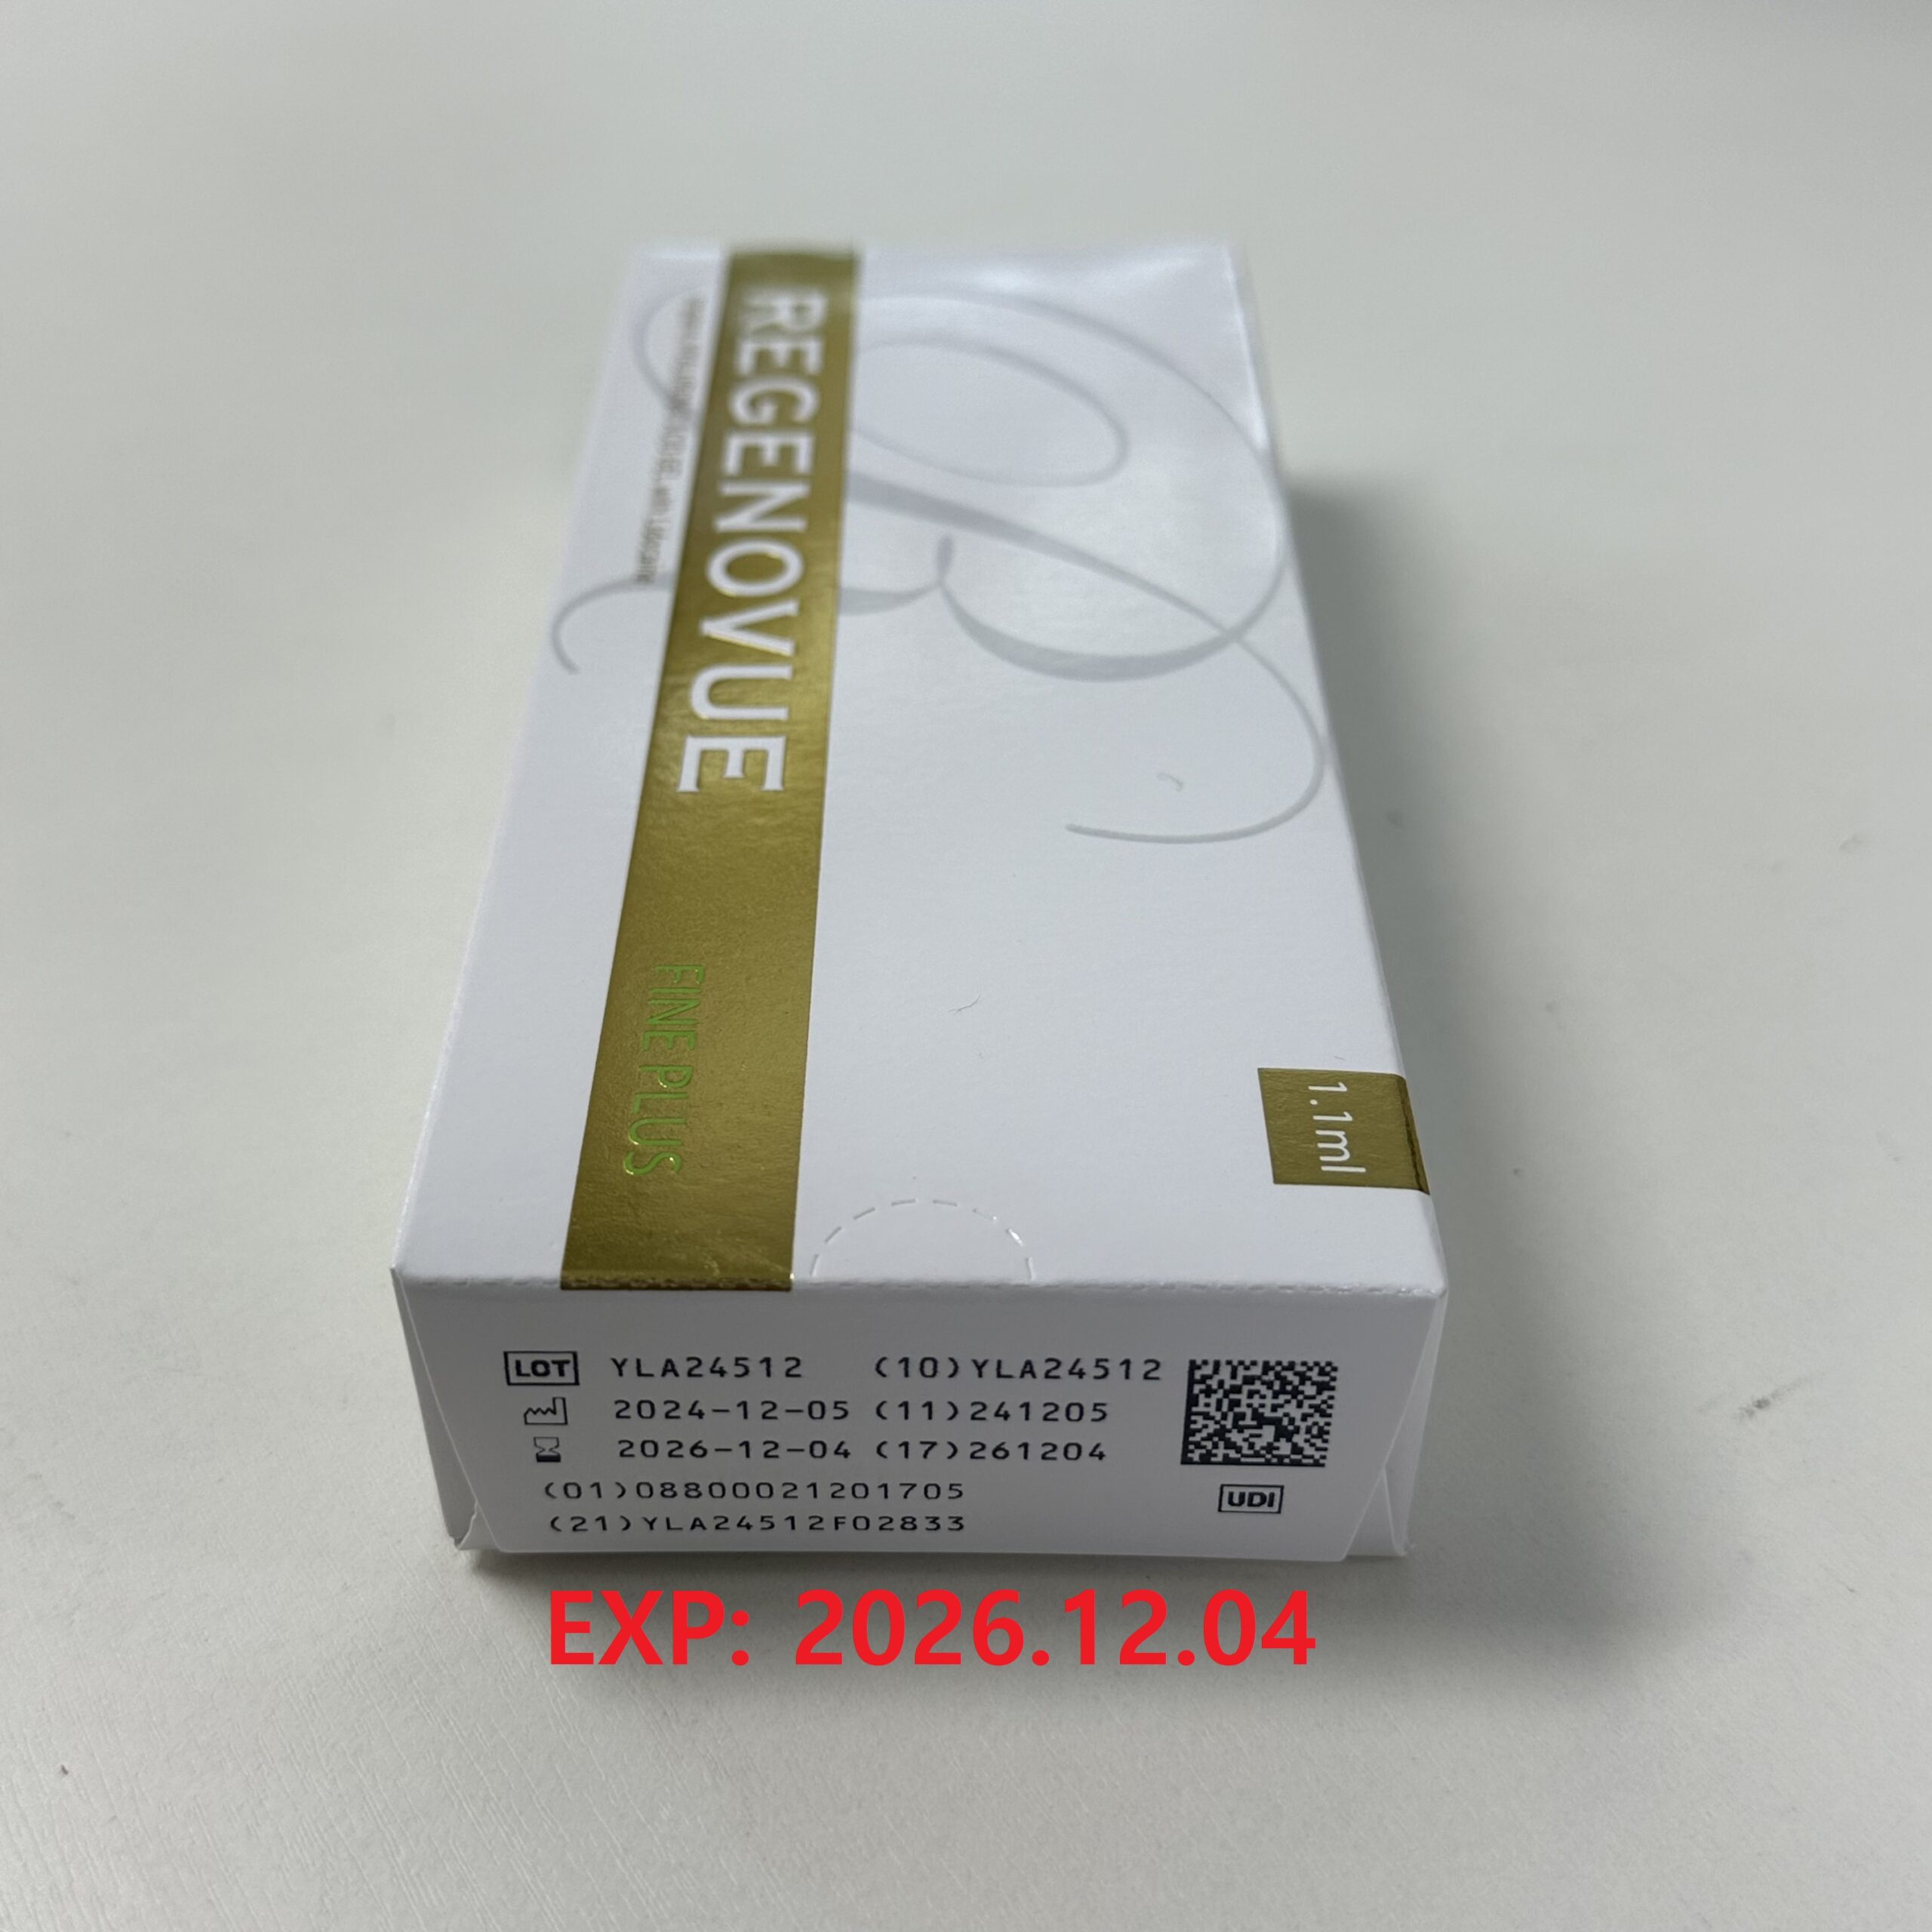 REGENOVUE
FINE PLUS
1.1ml
LOT YLA24512 (10)YLA24512
2024-12-05 (11)241205
2026-12-04 (17)261204
(01)08800021201705
(21)YLA24512F02833
UDI
EXP: 2026.12.04